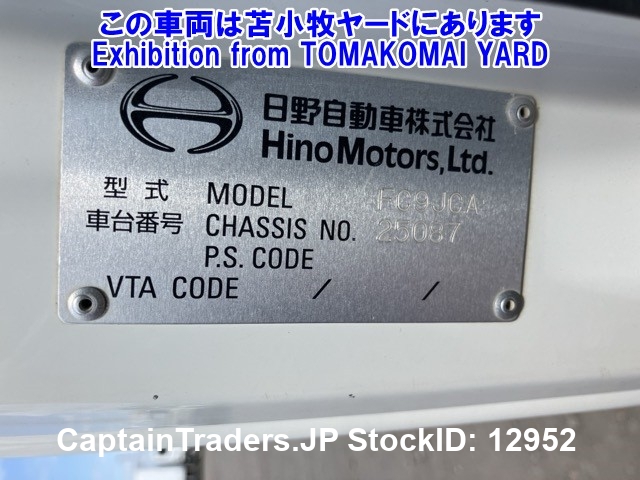 この車両は苫小牧ヤードにあります
Exhibition from TOMAKOMAI YARD
日野自動車株式会社
Hino Motors, Ltd.
型式 MODEL FC9JCA
車台番号 CHASSIS NO. 25087
P.S. CODE
VTA CODE / /
CaptainTraders.JP StockID: 12952